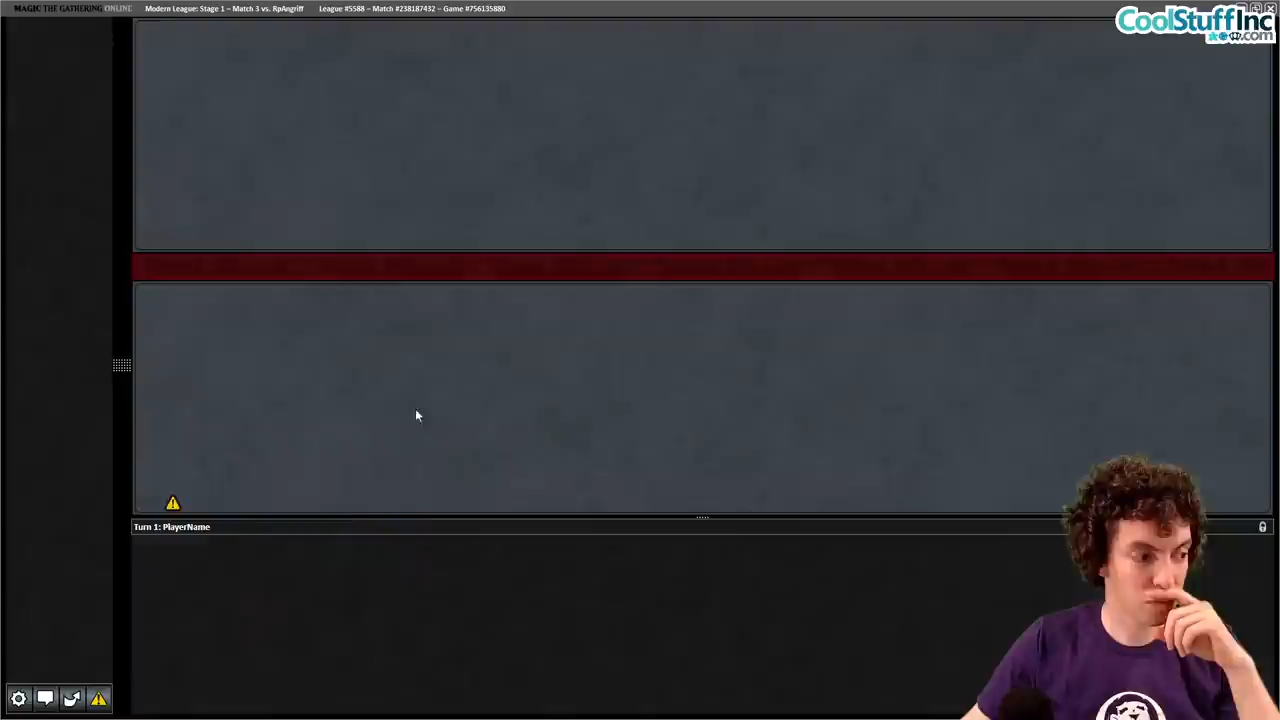 MAGIC THE GATHERING ONLINE Modern League: Stage 1 – Match 3 vs. RpAngriff League #5588 – Match #238187432 – Game #756135880
CoolStuffInc
.com
Turn 1: PlayerName